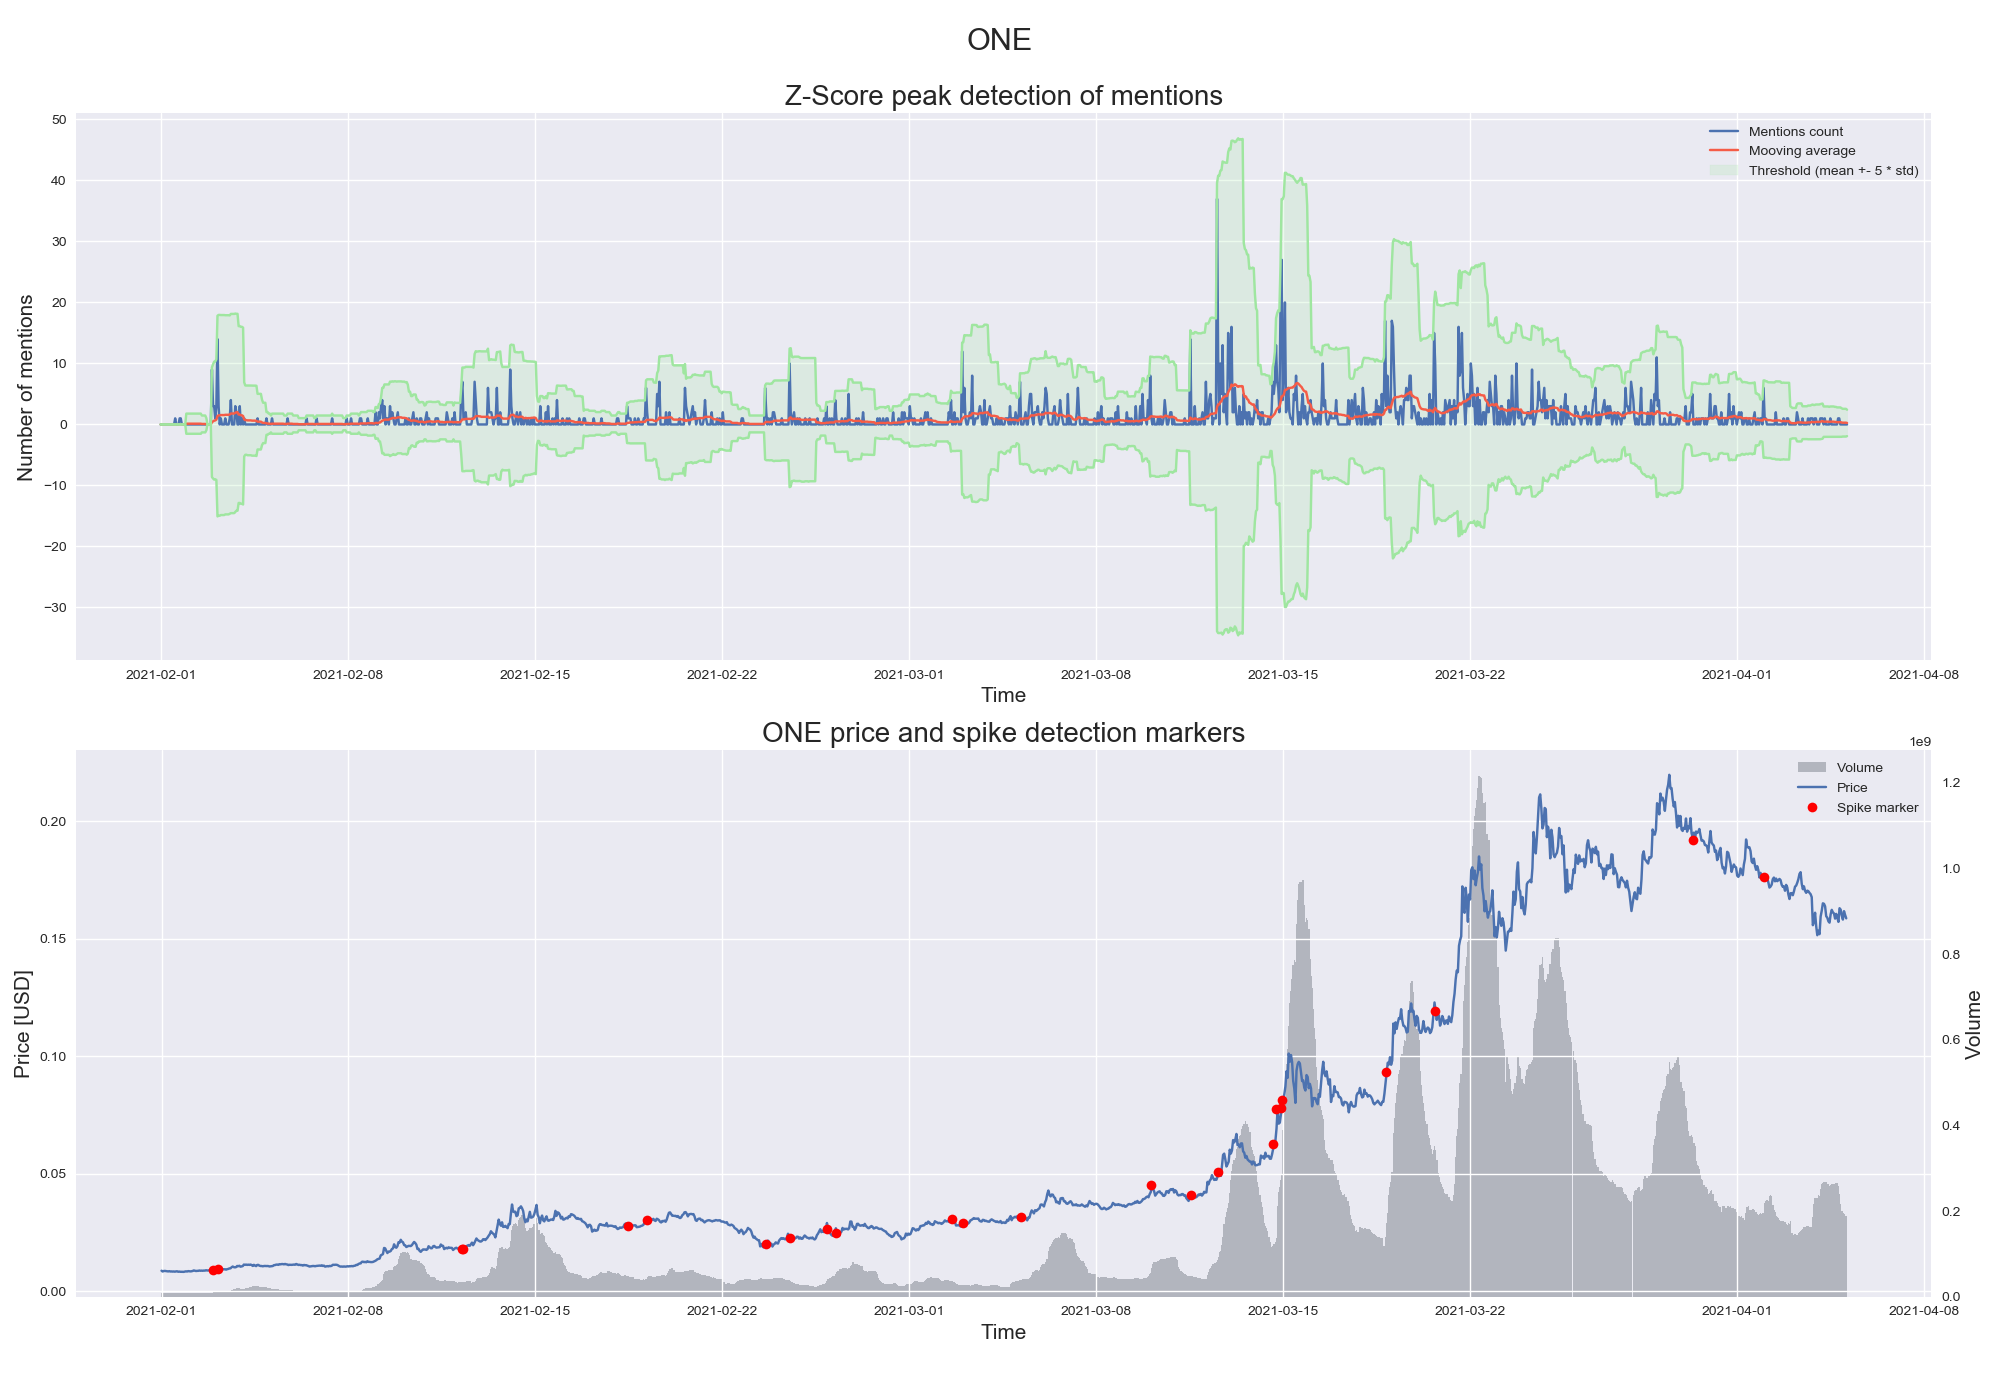 ONE
Z-Score peak detection of mentions
50
40
30
20
10
0
−10
−20
−30
Number of mentions
Mentions count
Mooving average
Threshold (mean +- 5 * std)
2021-02-01 2021-02-08 2021-02-15 2021-02-22 2021-03-01 2021-03-08 2021-03-15 2021-03-22 2021-04-01 2021-04-08
Time
ONE price and spike detection markers
1e9
0.20
0.15
0.10
0.05
0.00
Price [USD]
Volume
Price
Spike marker
1.2
1.0
0.8
0.6
0.4
0.2
0.0
Volume
2021-02-01 2021-02-08 2021-02-15 2021-02-22 2021-03-01 2021-03-08 2021-03-15 2021-03-22 2021-04-01 2021-04-08
Time